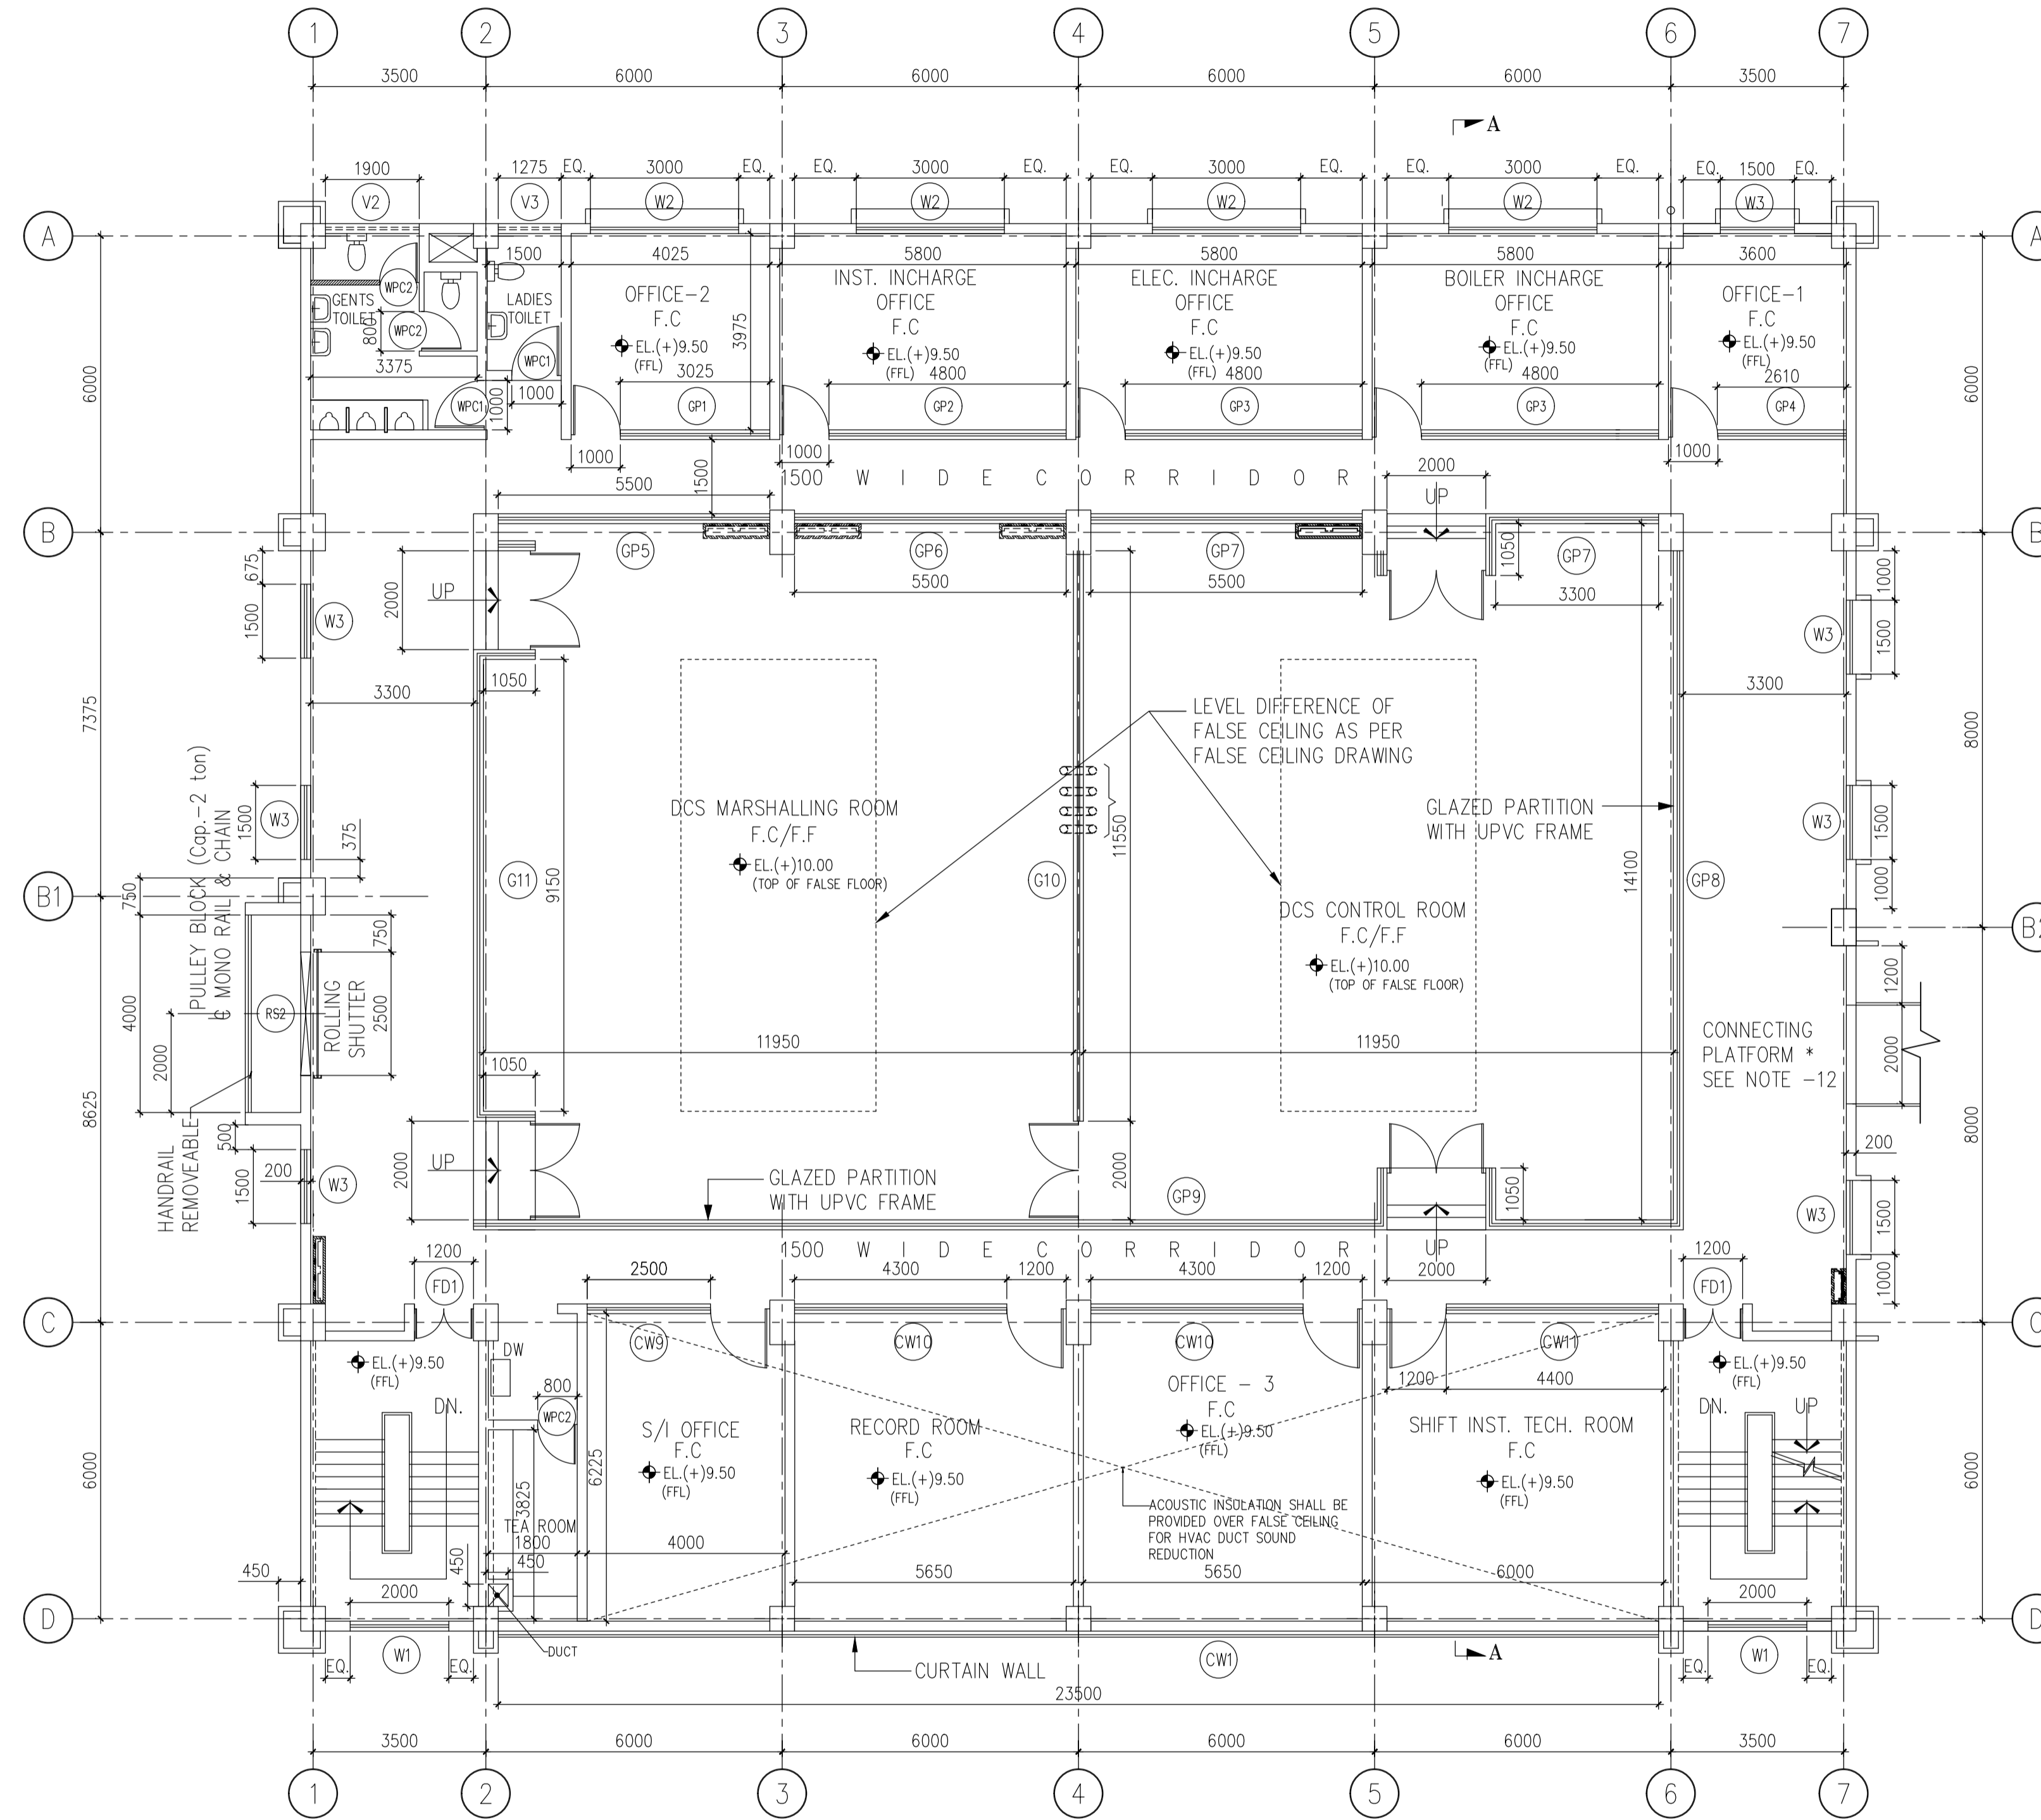 1 2 3 4 5 6 7
3500 6000 6000 6000 6000 3500
A
1900 1275 EQ. 3000 EQ. EQ. 3000 EQ. EQ. 3000 EQ. EQ. 3000 EQ. EQ. 1500 EQ.
V2 V3 W2 W2 W2 W2 W3
A A
1500 4025 5800 5800 5800 3600
GENTS
TOILET
LADIES
TOILET
OFFICE-2
F.C
EL.(+)9.50
(FFL)
INST. INCHARGE
OFFICE
F.C
EL.(+)9.50
(FFL)
ELEC. INCHARGE
OFFICE
F.C
EL.(+)9.50
(FFL)
BOILER INCHARGE
OFFICE
F.C
EL.(+)9.50
(FFL)
OFFICE-1
F.C
EL.(+)9.50
(FFL)
WPC2
WPC2
800
3375
WPC1
WPC1
1000
1000
3975
3025 4800 4800 4800 2610
GP1 GP2 GP3 GP3 GP4
6000 6000
1000 1000 1000
1500
1500 WIDE CORRIDOR
5500
2000
UP
B B
GP5 GP6 GP7 GP7
5500 5500 3300
1050
675
1500
W3
2000
UP
1050
3300
1000
W3
1500
3300
7375
8000
LEVEL DIFFERENCE OF
FALSE CEILING AS PER
FALSE CEILING DRAWING
PULLEY BLOCK (Cap.-2 ton)
℄ MONO RAIL & CHAIN
1500
W3
375
DCS MARSHALLING ROOM
F.C/F.F
EL.(+)10.00
(TOP OF FALSE FLOOR)
11550
GLAZED PARTITION
WITH UPVC FRAME
W3
1500
1000
B1
750
G11
9150
G10
14100
GP8
DCS CONTROL ROOM
F.C/F.F
EL.(+)10.00
(TOP OF FALSE FLOOR)
750
4000
2000
RS2
ROLLING
SHUTTER
2500
1200
2000
CONNECTING
PLATFORM *
SEE NOTE -12
11950 11950
1050
8625
8000
HANDRAIL
REMOVEABLE
500
1500
200
W3
2000
UP
2000
GLAZED PARTITION
WITH UPVC FRAME
GP9
1050
200
W3
1500
1000
1500 WIDE CORRIDOR
UP
1200 2500 4300 1200 4300 1200 2000 1200
FD1 FD1
C
CW9 CW10 CW10 CW11
EL.(+)9.50
(FFL)
DW
800
WPC2
DN.
S/I OFFICE
F.C
EL.(+)9.50
(FFL)
RECORD ROOM
F.C
EL.(+)9.50
(FFL)
OFFICE - 3
F.C
EL.(+)9.50
(FFL)
1200 4400
SHIFT INST. TECH. ROOM
F.C
EL.(+)9.50
(FFL)
EL.(+)9.50
(FFL)
DN. UP
6000 6000
6225
3825
TEA ROOM
1800
450
450
4000
ACOUSTIC INSULATION SHALL BE
PROVIDED OVER FALSE CEILING
FOR HVAC DUCT SOUND
REDUCTION
5650 5650 6000
450
2000 2000
D
EQ. W1 EQ.
DUCT
CURTAIN WALL
CW1
A
EQ. W1 EQ.
23500
3500 6000 6000 6000 6000 3500
1 2 3 4 5 6 7